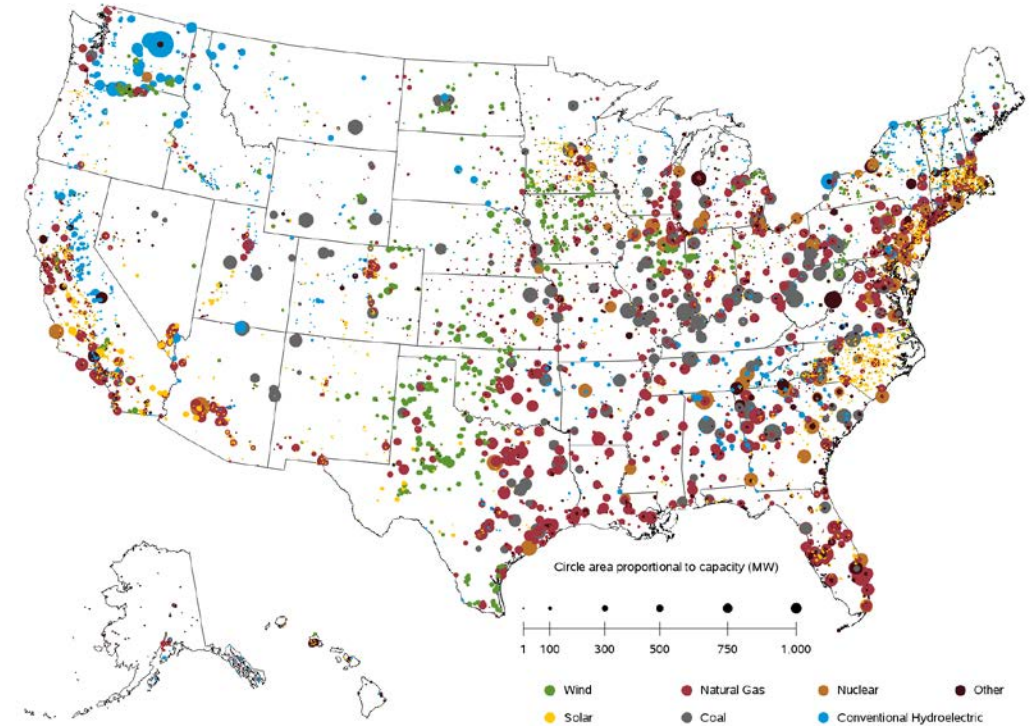 Circle area proportional to capacity (MW)
1 100 300 500 750 1,000
Wind Natural Gas Nuclear Other
Solar Coal Conventional Hydroelectric